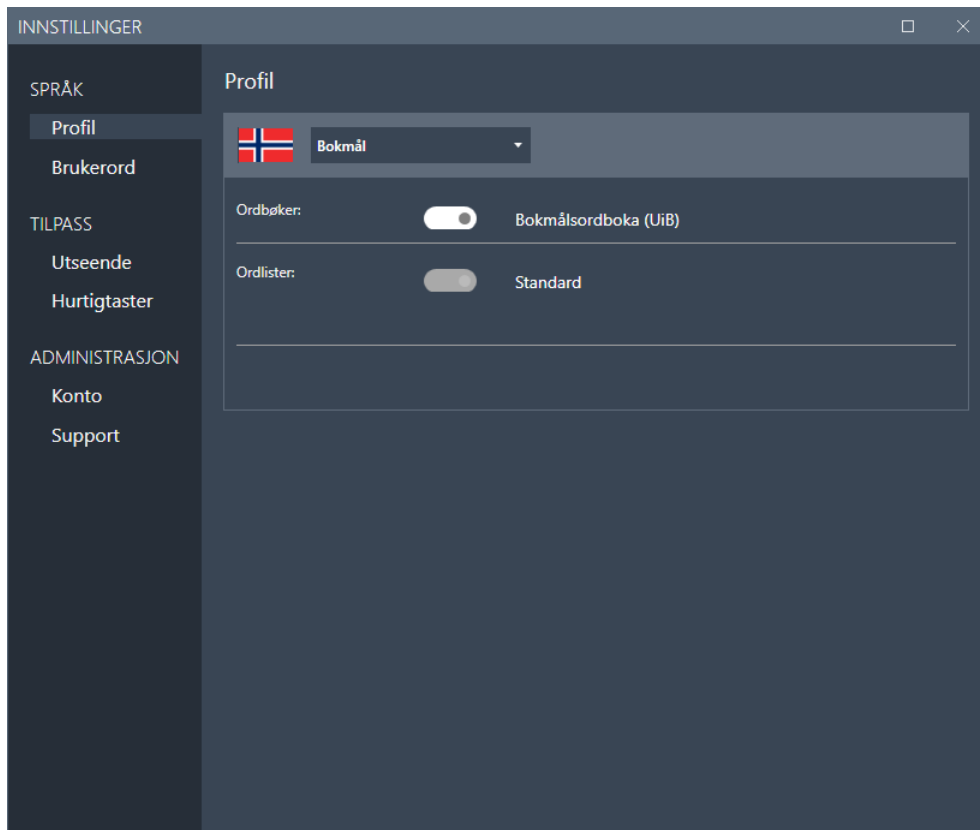 INNSTILLINGER
SPRÅK
Profil
Brukerord
TILPASS
Utseende
Hurtigtaster
ADMINISTRASJON
Konto
Support
Profil
Bokmål
Ordbøker: Bokmålsordboka (UiB)
Ordlister: Standard